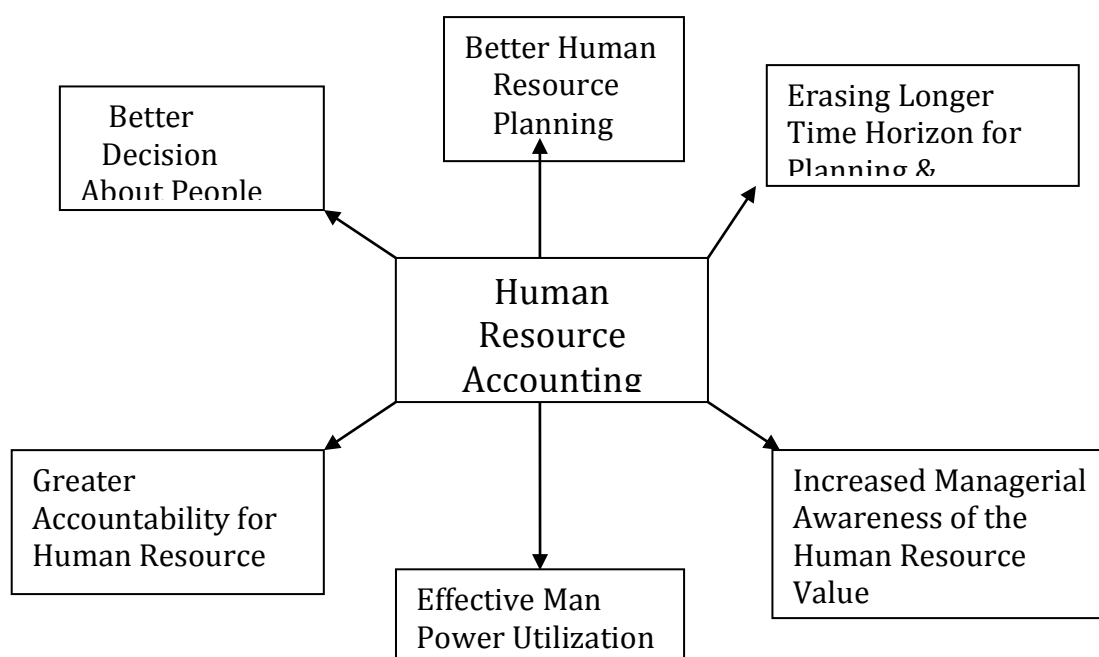 Better Human
Resource
Planning
Better
Decision
About People
Erasing Longer
Time Horizon for
Planning &
Human
Resource
Accounting
Greater
Accountability for
Human Resource
Increased Managerial
Awareness of the
Human Resource
Value
Effective Man
Power Utilization